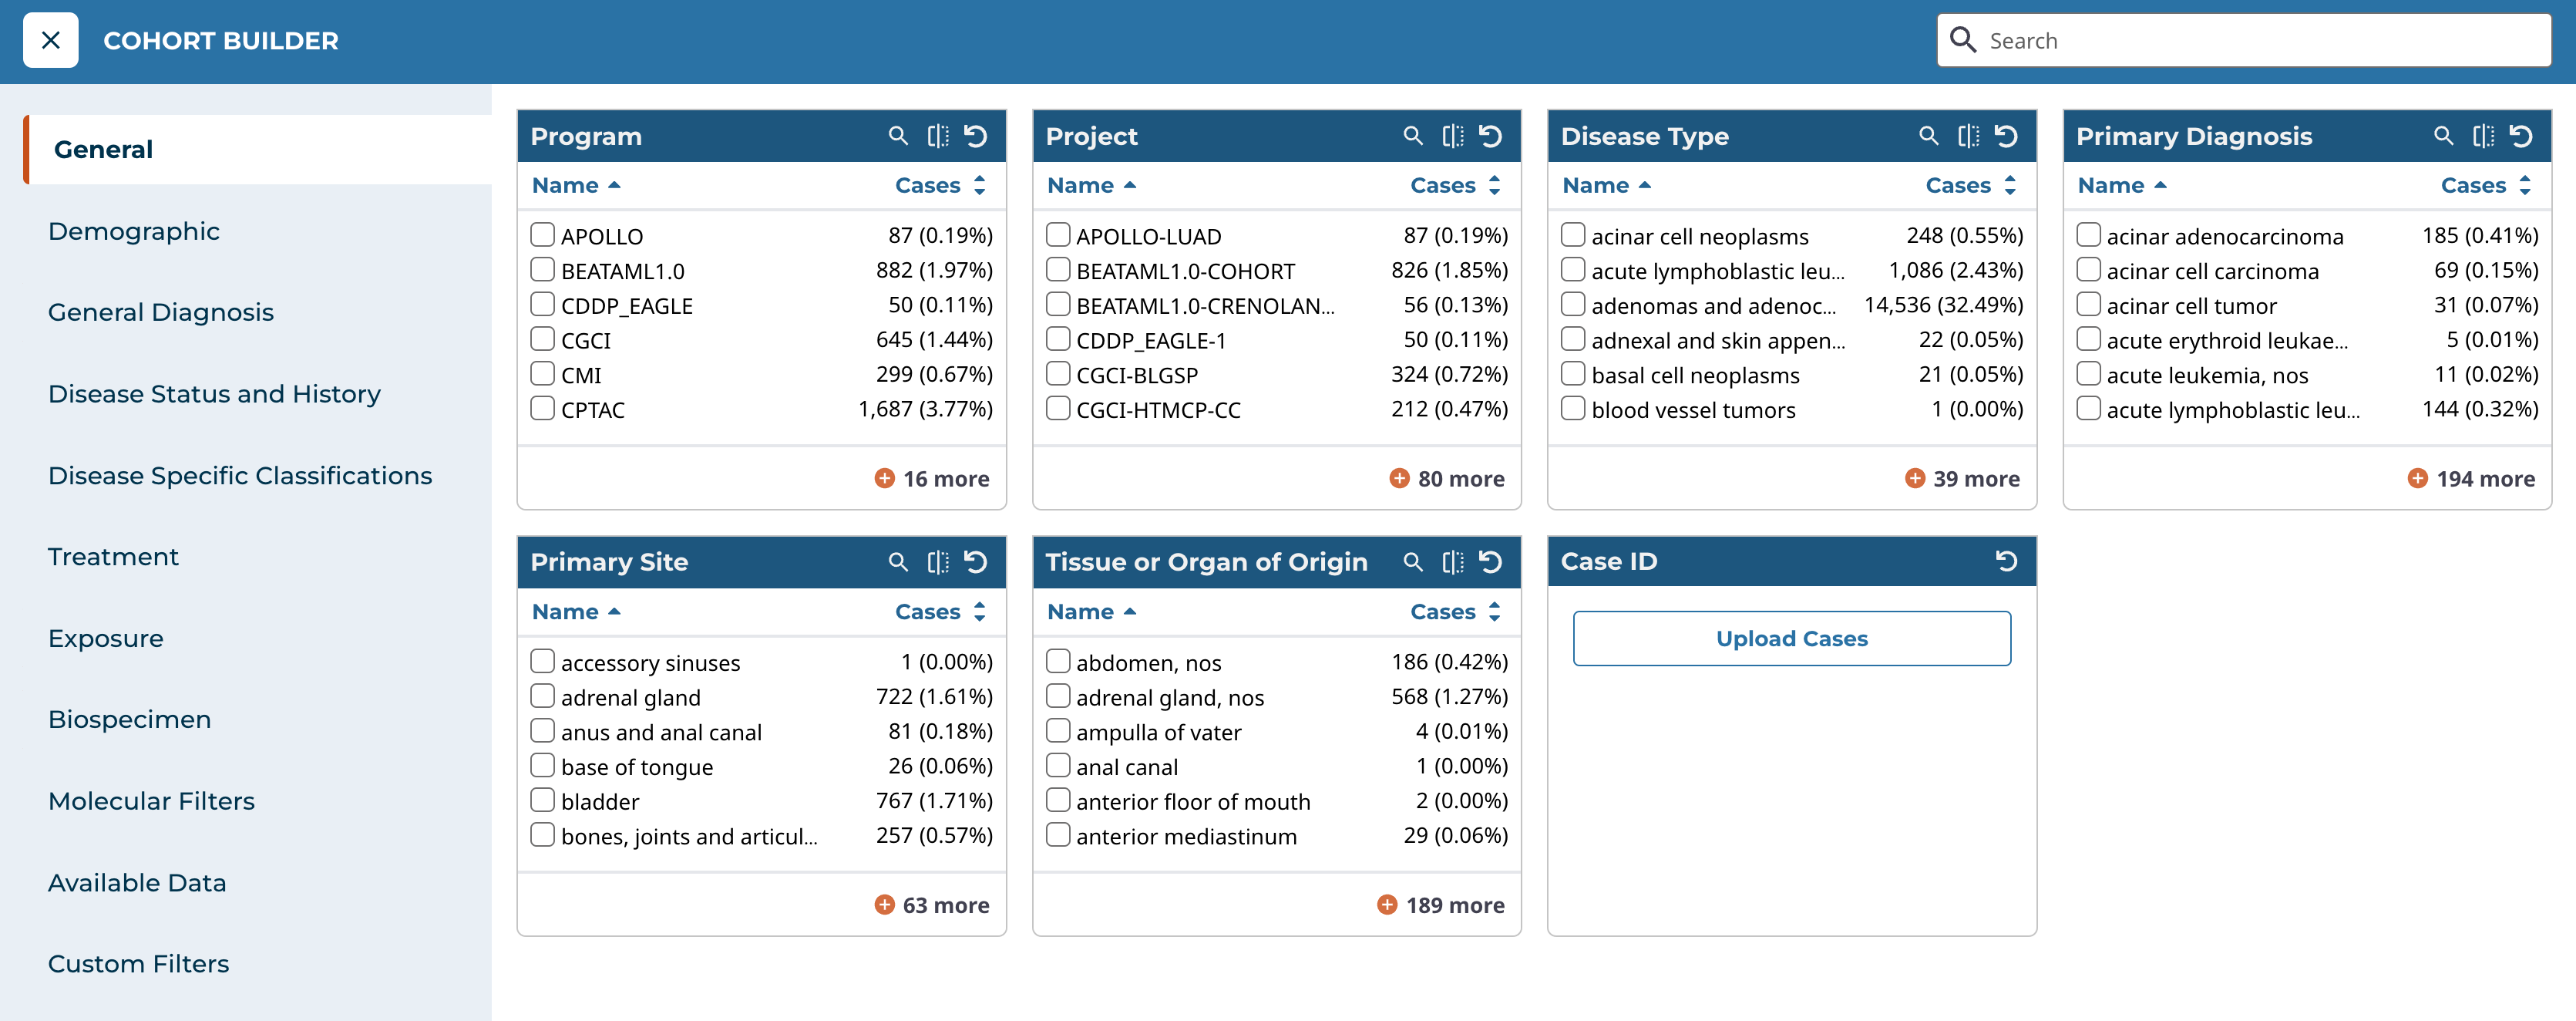 COHORT BUILDER
Search
General
Demographic
General Diagnosis
Disease Status and History
Disease Specific Classifications
Treatment
Exposure
Biospecimen
Molecular Filters
Available Data
Custom Filters
Program
Name Cases
APOLLO 87 (0.19%)
BEATAML1.0 882 (1.97%)
CDDP_EAGLE 50 (0.11%)
CGCI 645 (1.44%)
CMI 299 (0.67%)
CPTAC 1,687 (3.77%)
16 more
Project
Name Cases
APOLLO-LUAD 87 (0.19%)
BEATAML1.0-COHORT 826 (1.85%)
BEATAML1.0-CRENOLAN... 56 (0.13%)
CDDP_EAGLE-1 50 (0.11%)
CGCI-BLGSP 324 (0.72%)
CGCI-HTMCP-CC 212 (0.47%)
80 more
Disease Type
Name Cases
acinar cell neoplasms 248 (0.55%)
acute lymphoblastic leu... 1,086 (2.43%)
adenomas and adenoc... 14,536 (32.49%)
adnexal and skin appen... 22 (0.05%)
basal cell neoplasms 21 (0.05%)
blood vessel tumors 1 (0.00%)
39 more
Primary Diagnosis
Name Cases
acinar adenocarcinoma 185 (0.41%)
acinar cell carcinoma 69 (0.15%)
acinar cell tumor 31 (0.07%)
acute erythroid leukae... 5 (0.01%)
acute leukemia, nos 11 (0.02%)
acute lymphoblastic leu... 144 (0.32%)
194 more
Primary Site
Name Cases
accessory sinuses 1 (0.00%)
adrenal gland 722 (1.61%)
anus and anal canal 81 (0.18%)
base of tongue 26 (0.06%)
bladder 767 (1.71%)
bones, joints and articul... 257 (0.57%)
63 more
Tissue or Organ of Origin
Name Cases
abdomen, nos 186 (0.42%)
adrenal gland, nos 568 (1.27%)
ampulla of vater 4 (0.01%)
anal canal 1 (0.00%)
anterior floor of mouth 2 (0.00%)
anterior mediastinum 29 (0.06%)
189 more
Case ID
Upload Cases